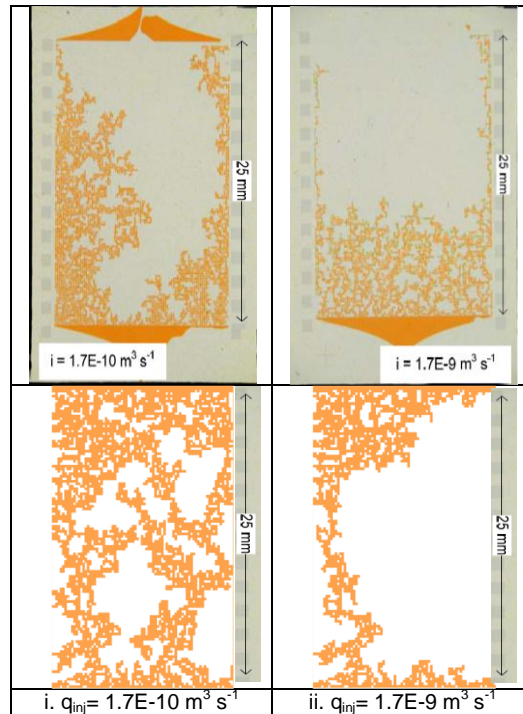 25 mm
i = 1.7E-10 m³ s⁻¹
25 mm
i = 1.7E-9 m³ s⁻¹
25 mm
25 mm
i. qinj= 1.7E-10 m³ s⁻¹
ii. qinj= 1.7E-9 m³ s⁻¹